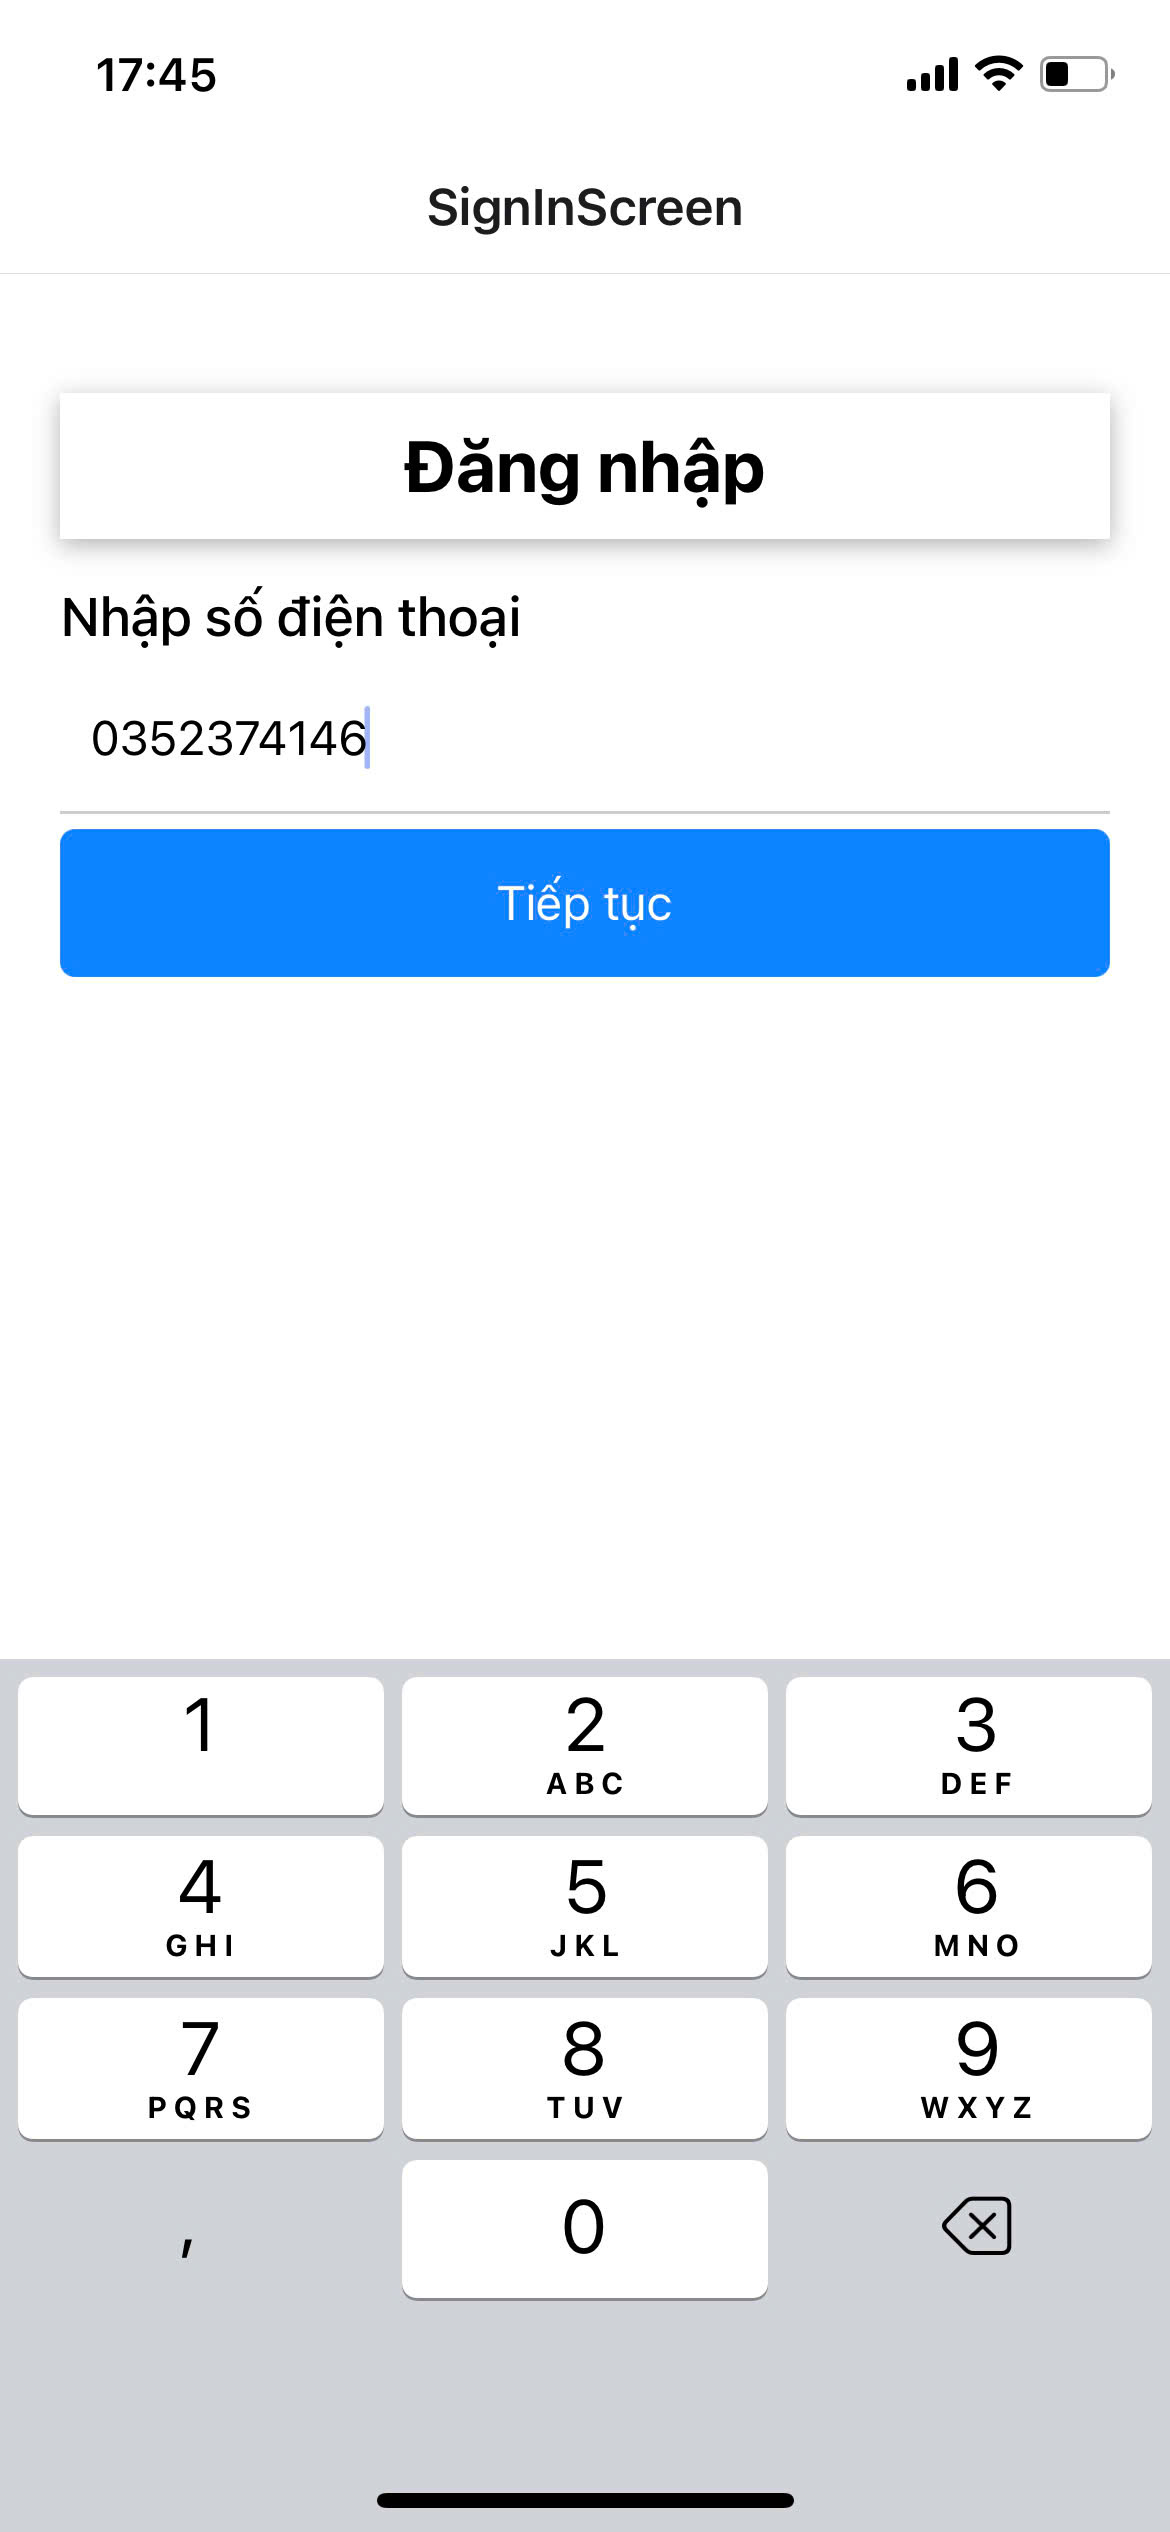 17:45
SignInScreen
Đăng nhập
Nhập số điện thoại
0352374146
Tiếp tục
1 2 3
ABC DEF
4 5 6
GHI JKL MNO
7 8 9
PQRS TUV WXYZ
, 0